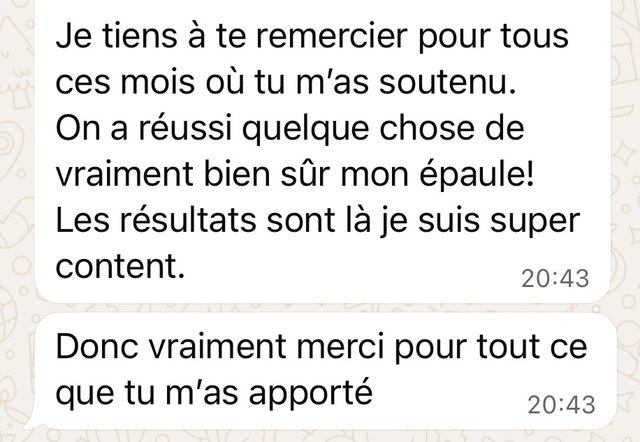 Je tiens à te remercier pour tous
ces mois où tu m'as soutenu.
On a réussi quelque chose de
vraiment bien sûr mon épaule!
Les résultats sont là je suis super
content.
20:43
Donc vraiment merci pour tout ce
que tu m'as apporté
20:43